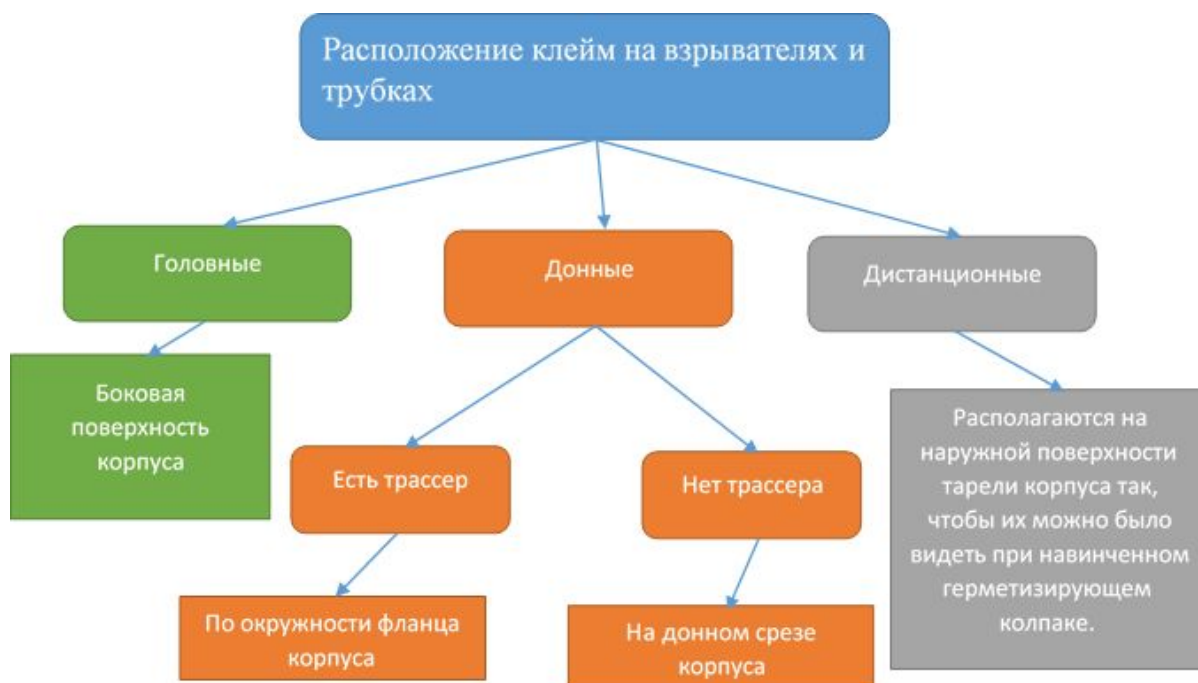 Расположение клейм на взрывателях и
трубках
Головные
Донные
Дистанционные
Боковая
поверхность
корпуса
Есть трассер
Нет трассера
Располагаются на
наружной поверхности
тарели корпуса так,
чтобы их можно было
видеть при навинченном
герметизирующем
колпаке.
По окружности фланца
корпуса
На донном срезе
корпуса